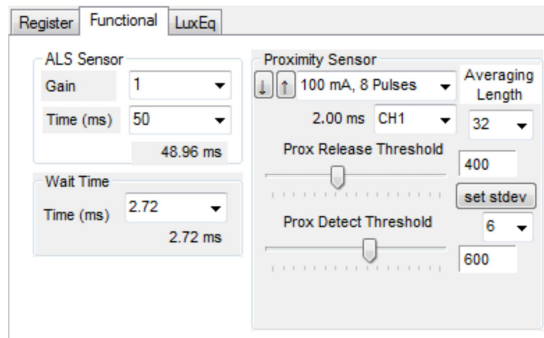 Register Functional LuxEq
ALS Sensor
Gain 1
Time (ms) 50
48.96 ms
Wait Time
Time (ms) 2.72
2.72 ms
Proximity Sensor
↓ ↑ 100 mA, 8 Pulses
Averaging
Length
2.00 ms CH1
32
Prox Release Threshold
400
set stdev
Prox Detect Threshold
6
600